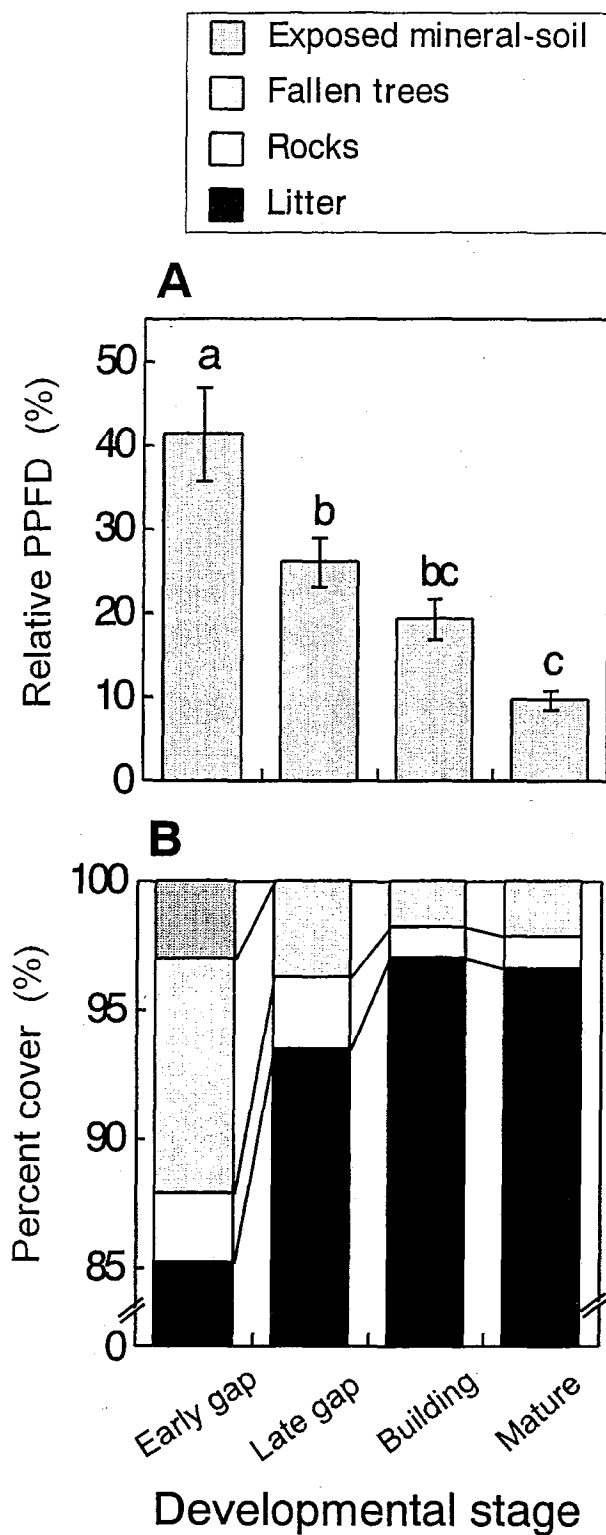 Exposed mineral-soil
Fallen trees
Rocks
Litter
A
Relative PPFD (%)
50
40
30
20
10
0
a
b
bc
c
B
Percent cover (%)
100
95
90
85
0
Early gap
Late gap
Building
Mature
Developmental stage